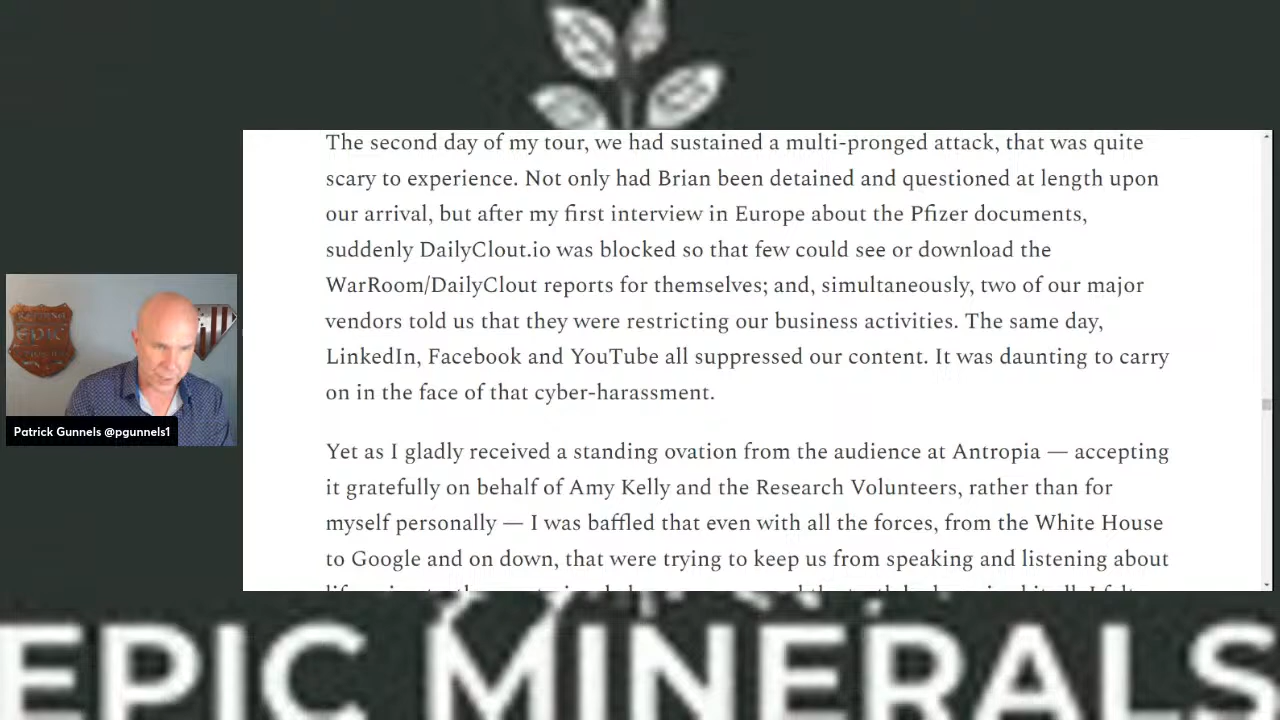 The second day of my tour, we had sustained a multi-pronged attack, that was quite
scary to experience. Not only had Brian been detained and questioned at length upon
our arrival, but after my first interview in Europe about the Pfizer documents,
suddenly DailyClout.io was blocked so that few could see or download the
WarRoom/DailyClout reports for themselves; and, simultaneously, two of our major
vendors told us that they were restricting our business activities. The same day,
LinkedIn, Facebook and YouTube all suppressed our content. It was daunting to carry
on in the face of that cyber-harassment.
Yet as I gladly received a standing ovation from the audience at Antropia — accepting
it gratefully on behalf of Amy Kelly and the Research Volunteers, rather than for
myself personally — I was baffled that even with all the forces, from the White House
to Google and on down, that were trying to keep us from speaking and listening about
epic
Patrick Gunnels @pgunnels1
EPIC MINERALS